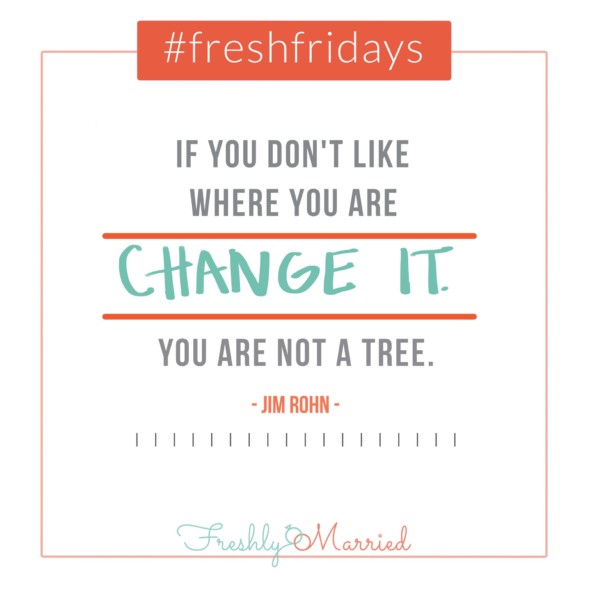 #freshfridays
IF YOU DON'T LIKE
WHERE YOU ARE
CHANGE IT.
YOU ARE NOT A TREE.
- JIM ROHN -
Freshly Married